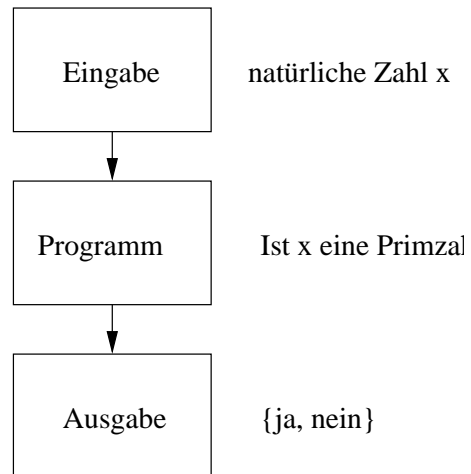 Eingabe natürliche Zahl x
Programm Ist x eine Primzal
Ausgabe {ja, nein}